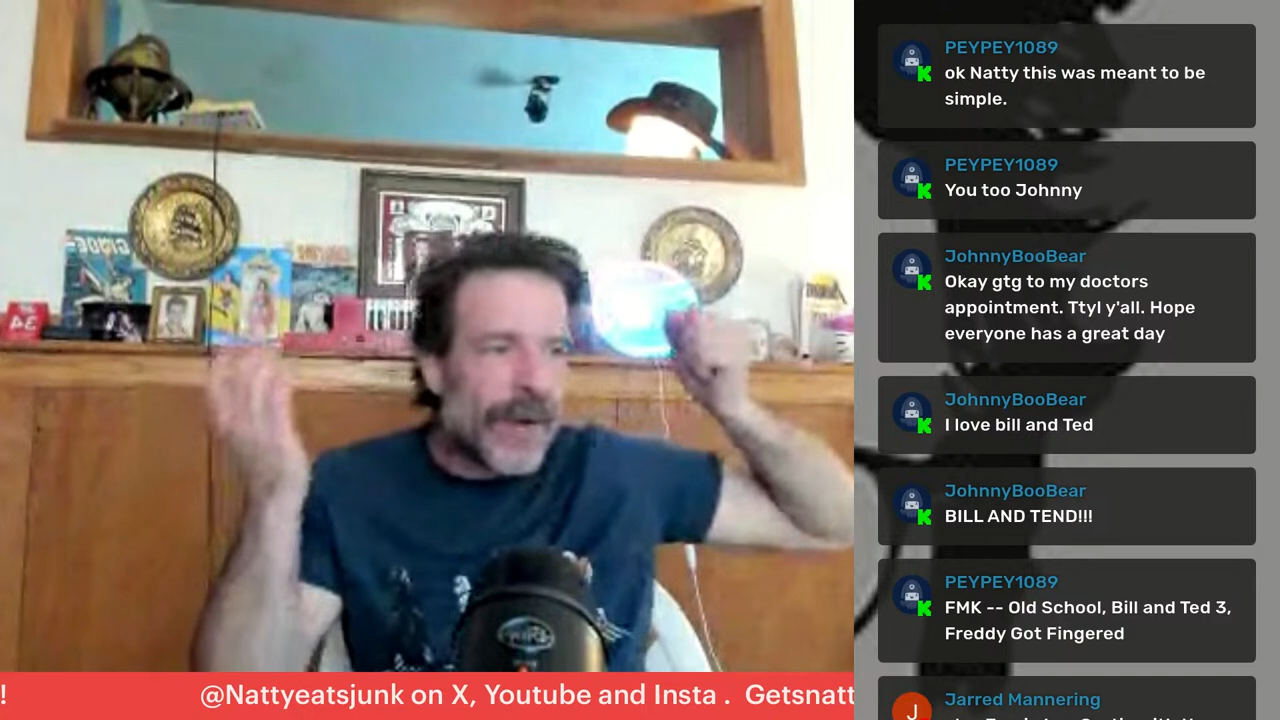 PEYPEY1089
ok Natty this was meant to be
simple.
PEYPEY1089
You too Johnny
JohnnyBooBear
Okay gtg to my doctors
appointment. Ttyl y'all. Hope
everyone has a great day
JohnnyBooBear
I love bill and Ted
JohnnyBooBear
BILL AND TEND!!!
PEYPEY1089
FMK -- Old School, Bill and Ted 3,
Freddy Got Fingered
J
Jarred Mannering
! @Nattyeatsjunk on X, Youtube and Insta . Getsnatt